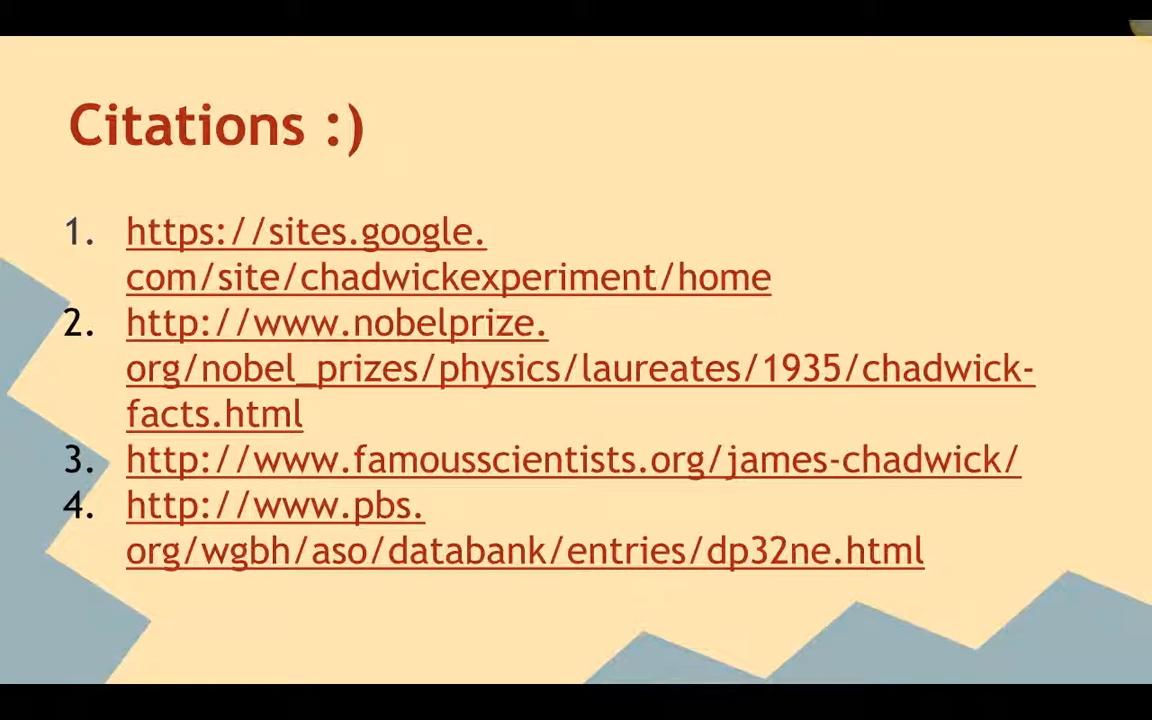 Citations :)
1. https://sites.google.
com/site/chadwickexperiment/home
2. http://www.nobelprize.
org/nobel_prizes/physics/laureates/1935/chadwick-
facts.html
3. http://www.famousscientists.org/james-chadwick/
4. http://www.pbs.
org/wgbh/aso/databank/entries/dp32ne.html